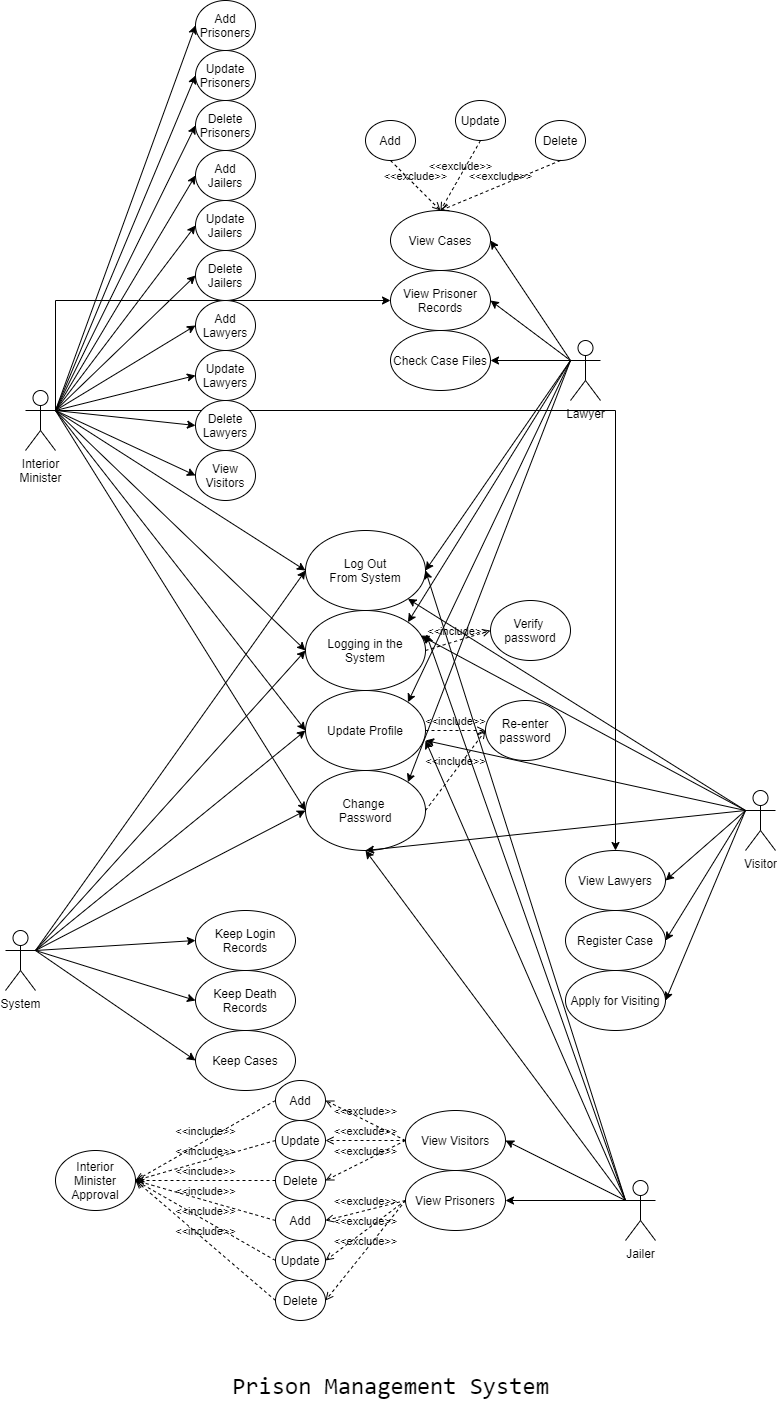 Add
Prisoners
Update
Prisoners
Delete
Prisoners
Add
Jailers
Update
Jailers
Delete
Jailers
Add
Lawyers
Update
Lawyers
Delete
Lawyers
View
Visitors
Interior
Minister
Add
Update
Delete
<<exclude>>
<<exclude>>
<<exclude>>
View Cases
View Prisoner
Records
Check Case Files
Lawyer
Log Out
From System
Logging in the
System
<<include>>
Verify
password
Update Profile
<<include>>
Re-enter
password
<<include>>
Change
Password
Visitor
View Lawyers
Register Case
Apply for Visiting
System
Keep Login
Records
Keep Death
Records
Keep Cases
Add
Update
Delete
Add
Update
Delete
<<exclude>>
<<exclude>>
<<exclude>>
<<exclude>>
<<exclude>>
<<exclude>>
<<include>>
<<include>>
<<include>>
<<include>>
<<include>>
<<include>>
Interior
Minister
Approval
View Visitors
View Prisoners
Jailer
Prison Management System